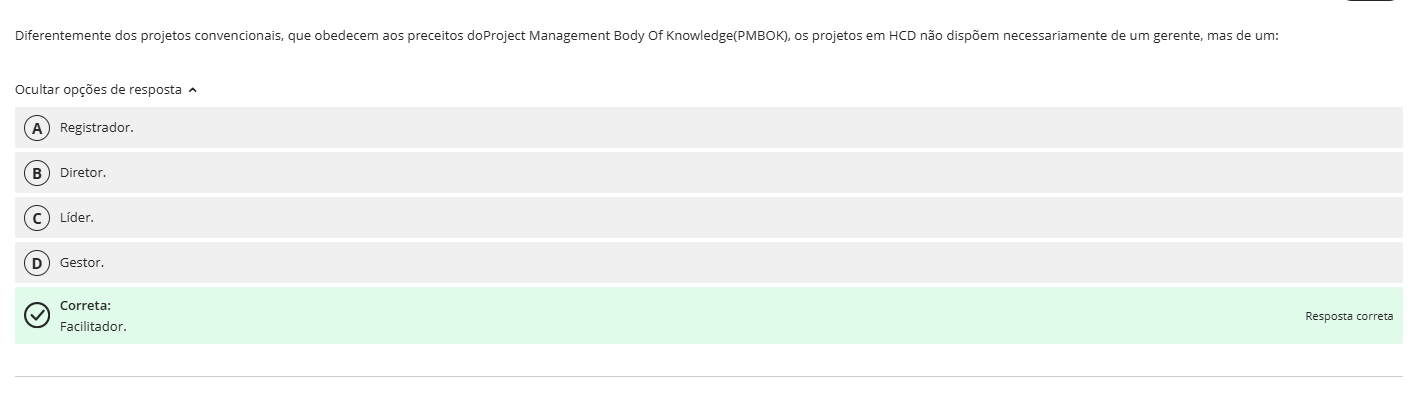 Diferentemente dos projetos convencionais, que obedecem aos preceitos doProject Management Body Of Knowledge(PMBOK), os projetos em HCD não dispõem necessariamente de um gerente, mas de um:
Ocultar opções de resposta
A Registrador.
B Diretor.
C Líder.
D Gestor.
Correta:
Facilitador.
Resposta correta